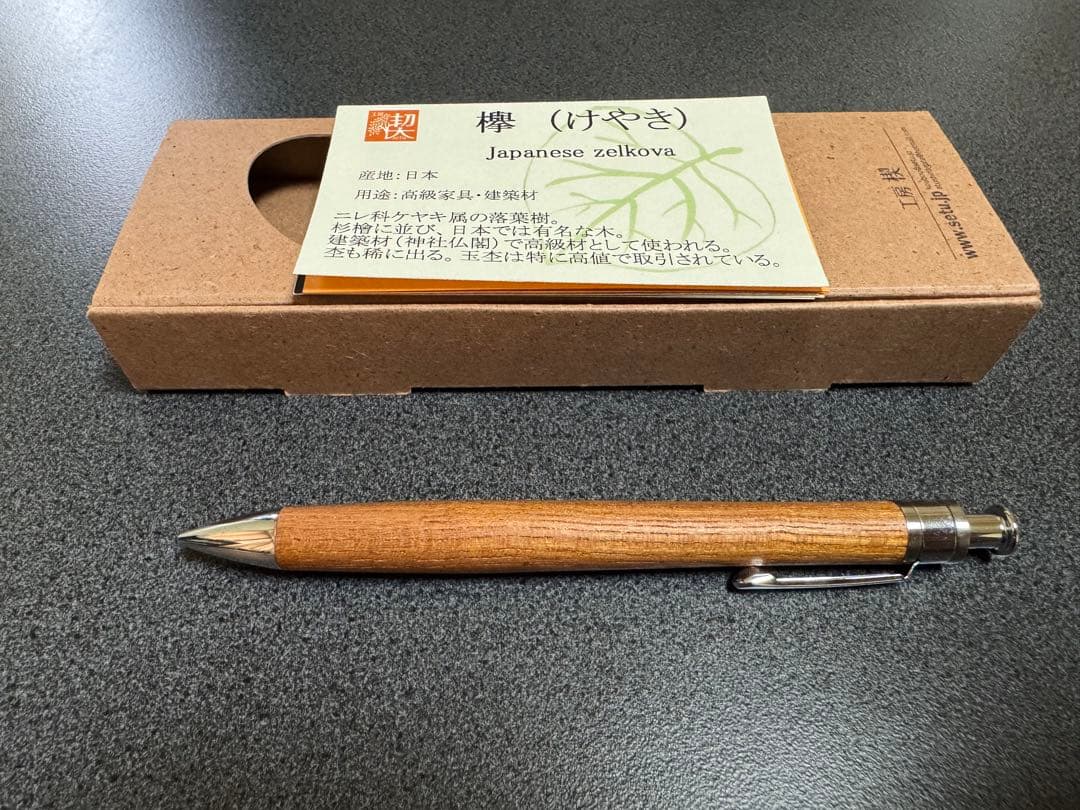 欅 (けやき)
Japanese zelkova
産地:日本
用途:高級家具・建築材
ニレ科ケヤキ属の落葉樹。
杉桧に並び、日本では有名な木。
建築材(神社仏閣)で高級材として使われる。
杢も稀に出る。玉杢は特に高値で取引されている。
工房 楔
www.setu.jp